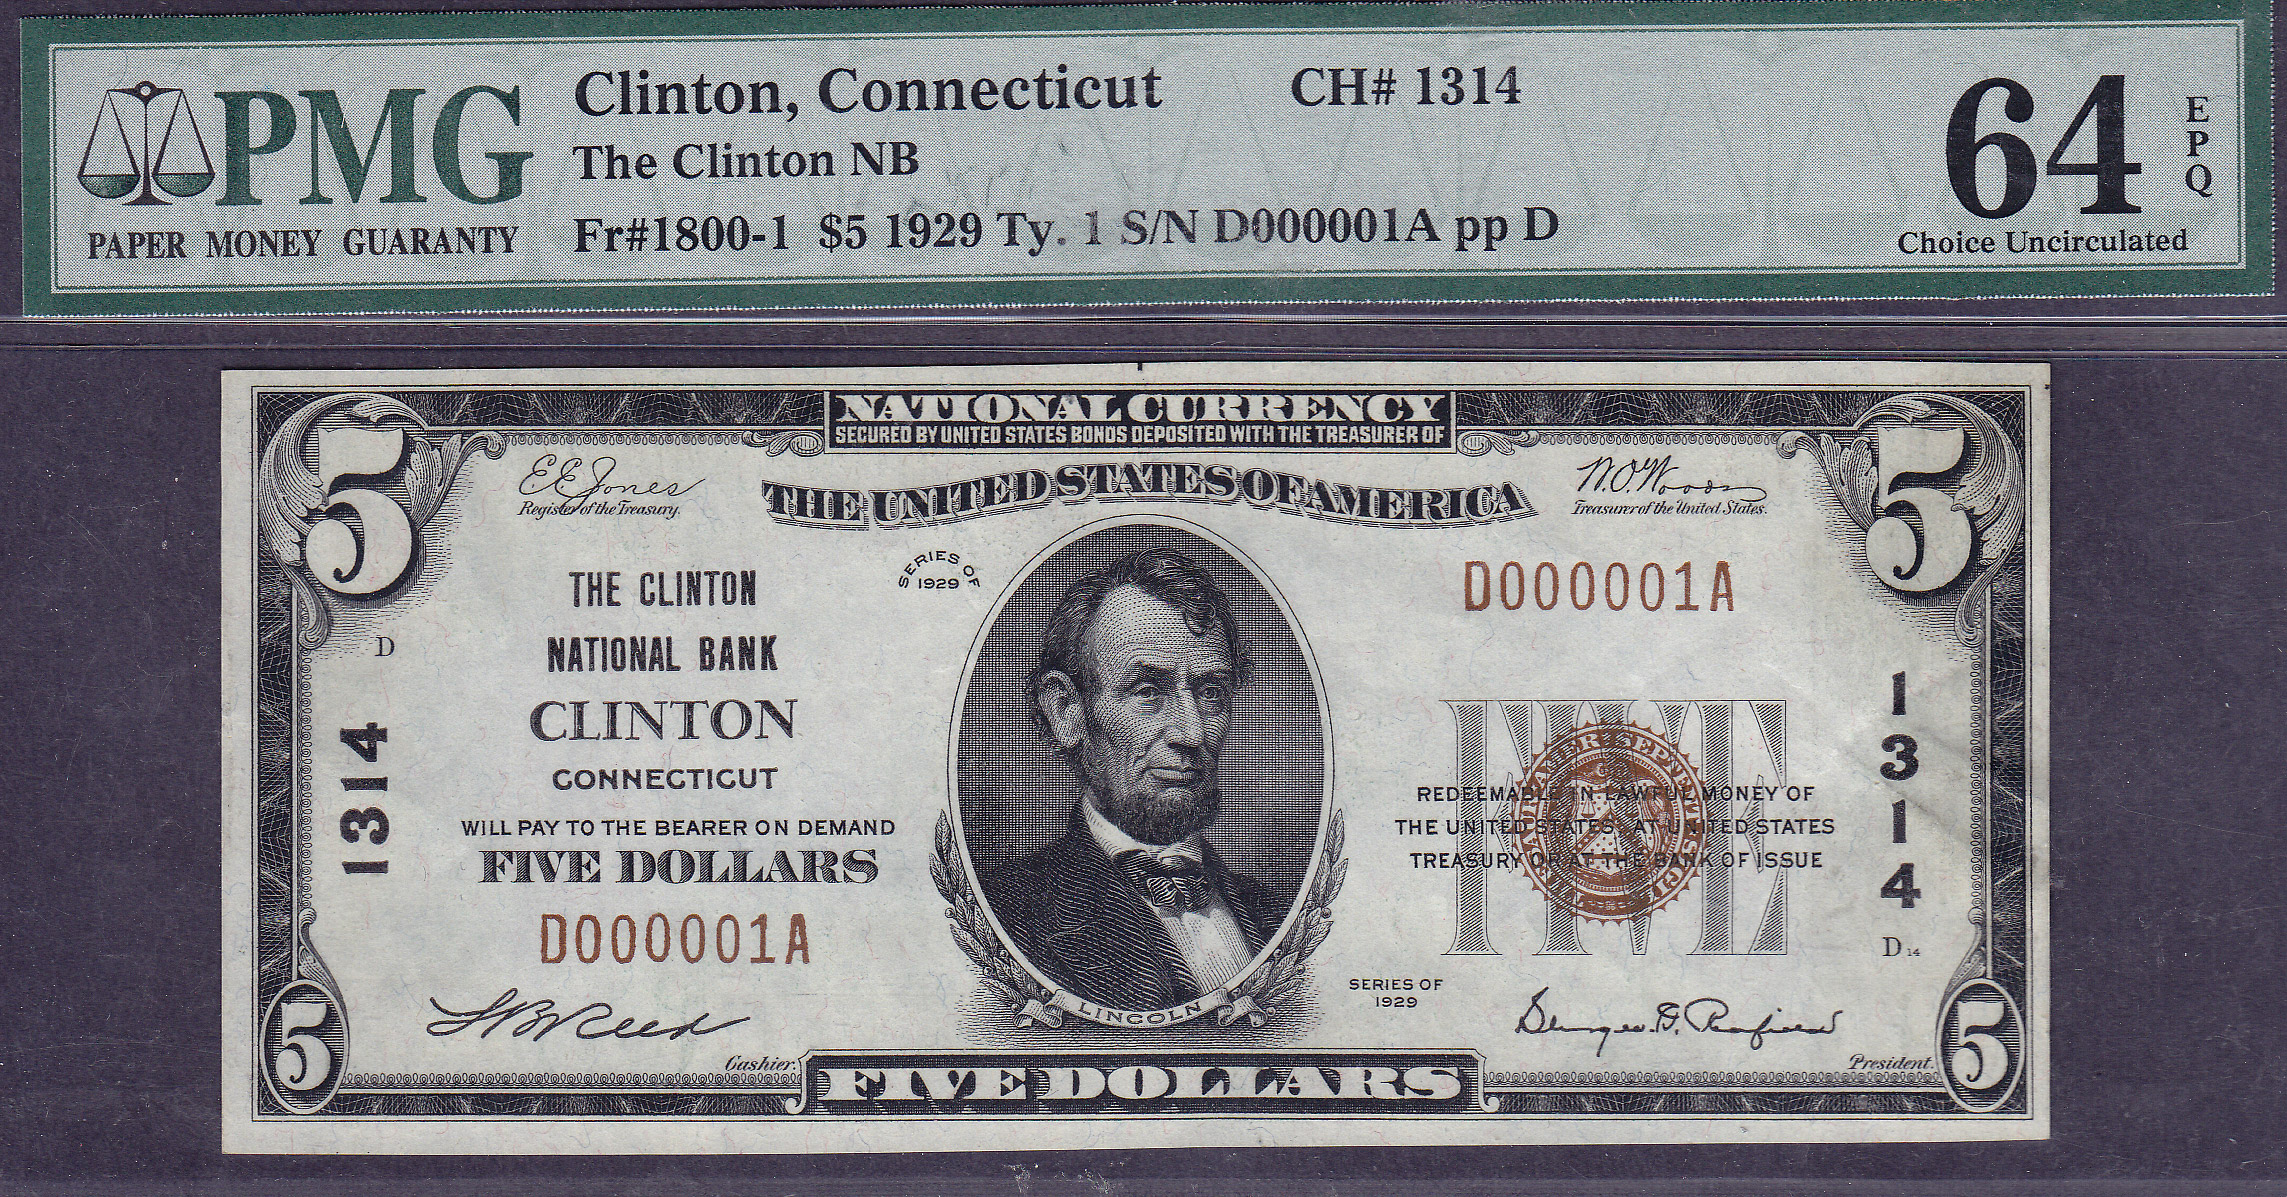 PMG
PAPER MONEY GUARANTY
Clinton, Connecticut CH# 1314
The Clinton NB
Fr#1800-1 $5 1929 Ty. 1 S/N D000001A pp D
64
EPQ
Choice Uncirculated
NATIONAL CURRENCY
SECURED BY UNITED STATES BONDS DEPOSITED WITH THE TREASURER OF
THE UNITED STATES OF AMERICA
5
5
E E Jones
Register of the Treasury.
W.O. Woods
Treasurer of the United States.
SERIES OF
1929
THE CLINTON
NATIONAL BANK
CLINTON
CONNECTICUT
WILL PAY TO THE BEARER ON DEMAND
FIVE DOLLARS
D000001A
D
1314
D000001A
FIVE
REDEEMABLE IN LAWFUL MONEY OF
THE UNITED STATES AT UNITED STATES
TREASURY OR AT THE BANK OF ISSUE
1314
D 14
SERIES OF
1929
LINCOLN
Reed
Cashier.
President.
5
FIVE DOLLARS
5